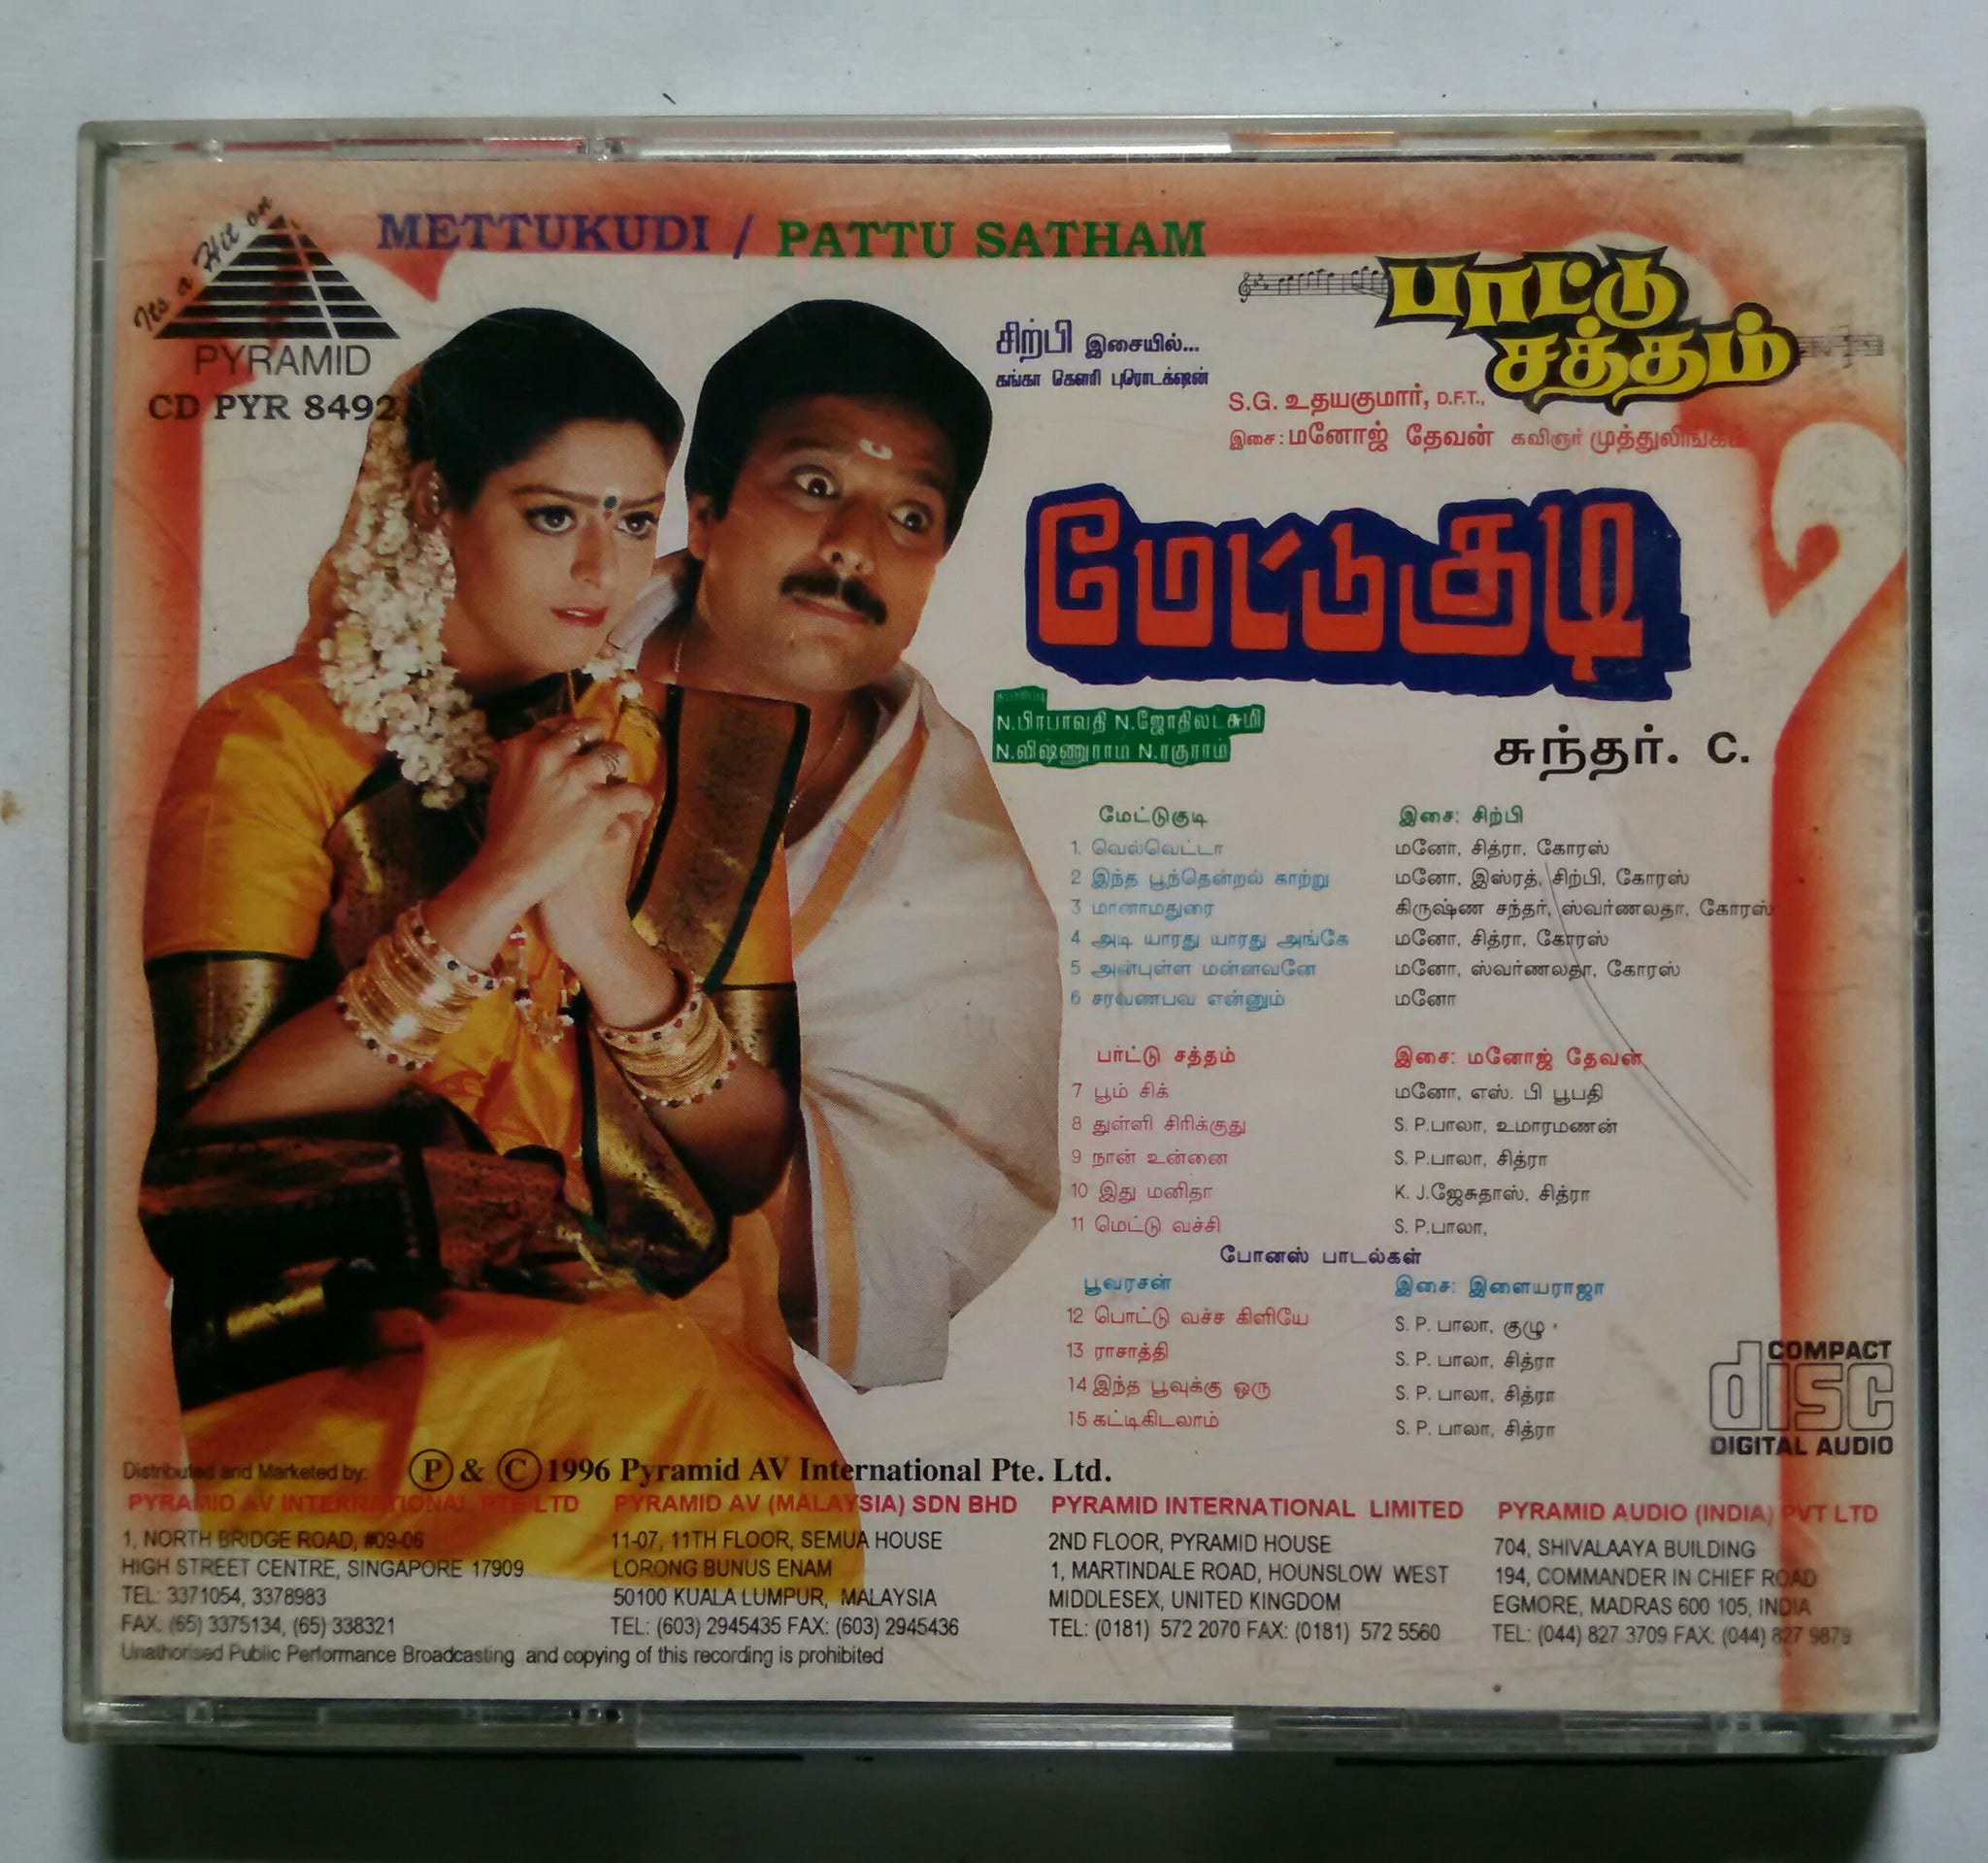 Its a Hit on
PYRAMID
CD PYR 8492
METTUKUDI / PATTU SATHAM
பாட்டு
சத்தம்
சிற்பி இசையில்...
கங்கா கௌரி புரொடக்ஷன்
S.G. உதயகுமார், D.F.T.,
இசை: மனோஜ் தேவன் கவிஞர் முத்துலிங்கம்
மேட்டுகுடி
N.பிரபாவதி N.ஜோதிலட்சுமி
N.விஷ்ணுராம் N.ரகுராம்
சுந்தர். C.
மேட்டுகுடி இசை: சிற்பி
1. வெல்வெட்டா மனோ, சித்ரா, கோரஸ்
2 இந்த பூந்தென்றல் காற்று மனோ, இஸ்ரத், சிற்பி, கோரஸ்
3 மானாமதுரை கிருஷ்ண சந்தர், ஸ்வர்ணலதா, கோரஸ்
4 அடி யாரது யாரது அங்கே மனோ, சித்ரா, கோரஸ்
5 அன்புள்ள மன்னவனே மனோ, ஸ்வர்ணலதா, கோரஸ்
6 சரவணபவ என்னும் மனோ
பாட்டு சத்தம் இசை: மனோஜ் தேவன்
7 பூம் சிக் மனோ, எஸ். பி பூபதி
8 துள்ளி சிரிக்குது S. P.பாலா, உமாரமணன்
9 நான் உன்னை S. P.பாலா, சித்ரா
10 இது மனிதா K. J.ஜேசுதாஸ், சித்ரா
11 மெட்டு வச்சி S. P.பாலா,
போனஸ் பாடல்கள்
பூவரசன் இசை: இளையராஜா
12 பொட்டு வச்ச கிளியே S. P. பாலா, குழு
13 ராசாத்தி S. P. பாலா, சித்ரா
14 இந்த பூவுக்கு ஒரு S. P. பாலா, சித்ரா
15 கட்டிகிடலாம் S. P. பாலா, சித்ரா
COMPACT
disc
DIGITAL AUDIO
Distributed and Marketed by: Ⓟ & Ⓒ 1996 Pyramid AV International Pte. Ltd.
PYRAMID AV INTERNATIONAL PTE LTD
1, NORTH BRIDGE ROAD, #09-06
HIGH STREET CENTRE, SINGAPORE 17909
TEL: 3371054, 3378983
FAX: (65) 3375134, (65) 338321
PYRAMID AV (MALAYSIA) SDN BHD
11-07, 11TH FLOOR, SEMUA HOUSE
LORONG BUNUS ENAM
50100 KUALA LUMPUR, MALAYSIA
TEL: (603) 2945435 FAX: (603) 2945436
PYRAMID INTERNATIONAL LIMITED
2ND FLOOR, PYRAMID HOUSE
1, MARTINDALE ROAD, HOUNSLOW WEST
MIDDLESEX, UNITED KINGDOM
TEL: (0181) 572 2070 FAX: (0181) 572 5560
PYRAMID AUDIO (INDIA) PVT LTD
704, SHIVALAAYA BUILDING
194, COMMANDER IN CHIEF ROAD
EGMORE, MADRAS 600 105, INDIA
TEL: (044) 827 3709 FAX: (044) 827 9879
Unathorised Public Performance Broadcasting and copying of this recording is prohibited